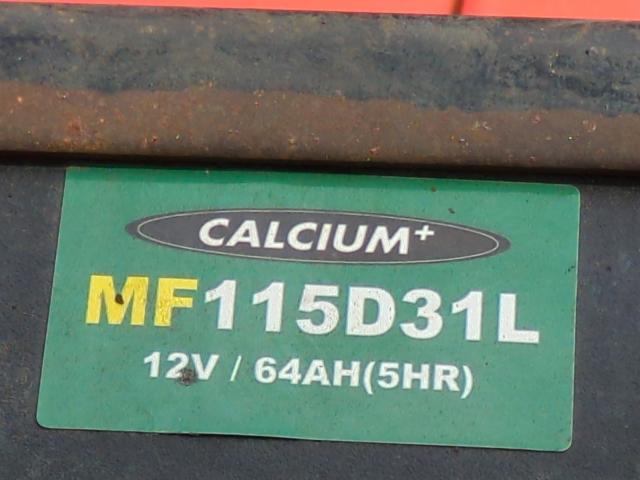 CALCIUM+
MF115D31L
12V / 64AH(5HR)